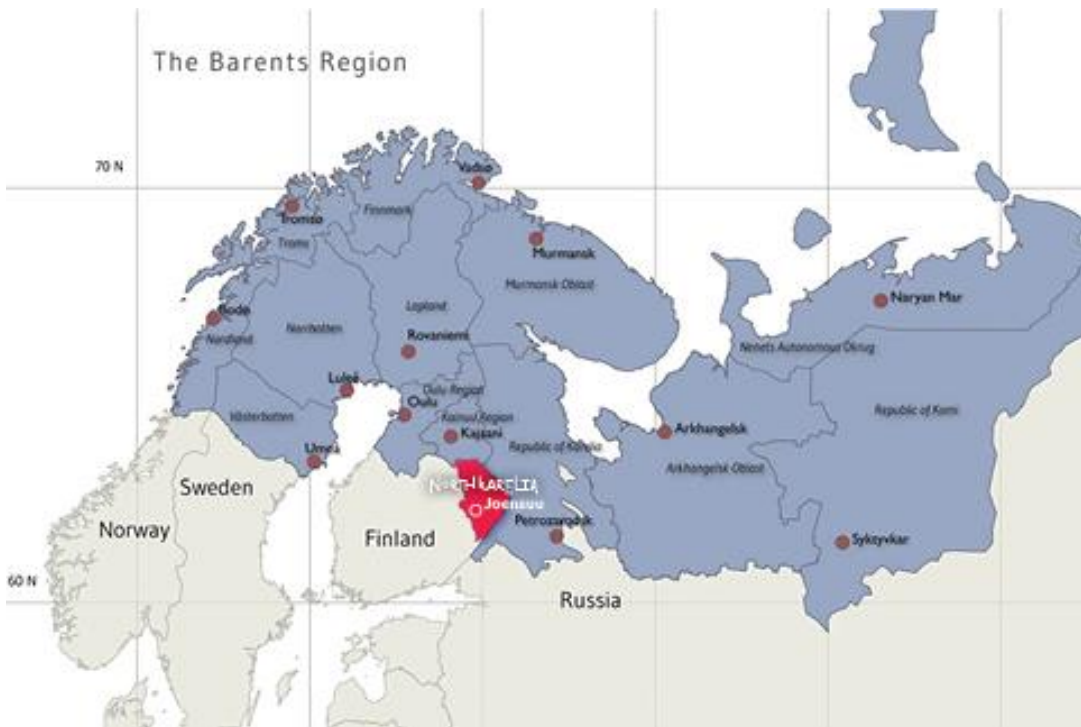 The Barents Region
70 N
Vadsø
Tromsø
Finnmark
Troms
Murmansk
Murmansk Oblast
Naryan Mar
Bodø
Nordland
Norrbotten
Lapland
Rovaniemi
Nenets Autonomous Okrug
Luleå
Oulu Region
Oulu
Västerbotten
Kainuu Region
Kajaani
Republic of Karelia
Arkhangelsk
Republic of Komi
Umeå
Arkhangelsk Oblast
Sweden
NORTH KARELIA
Joensuu
Norway
Finland
Petrozavodsk
Syktyvkar
60 N
Russia